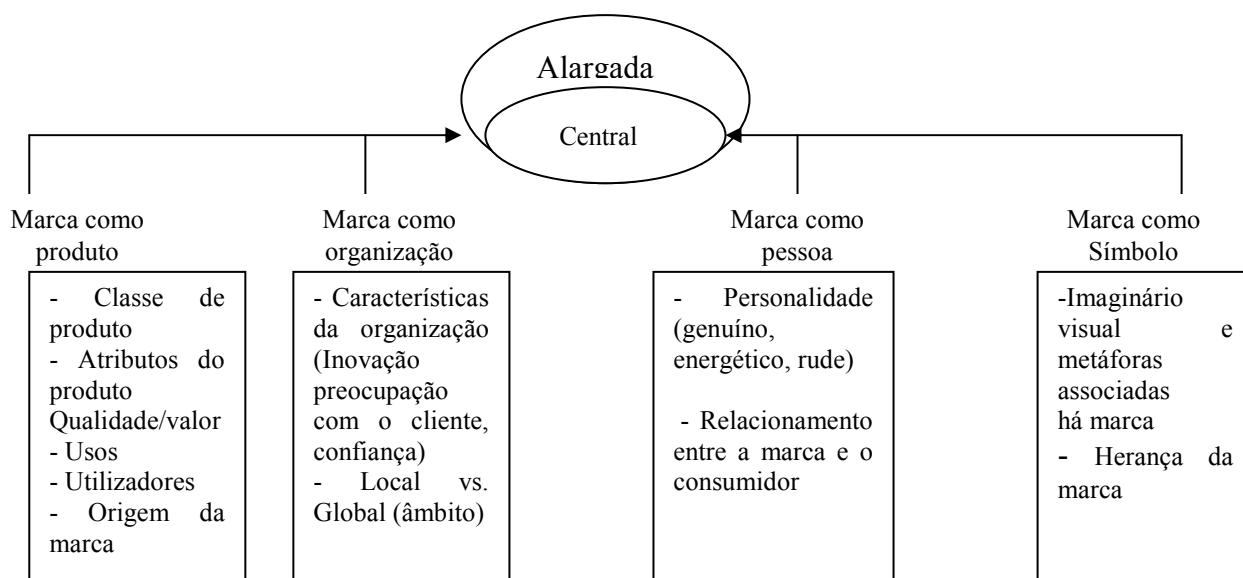 Alargada
Central
Marca como
produto
- Classe de
produto
- Atributos do
produto
Qualidade/valor
- Usos
- Utilizadores
- Origem da
marca
Marca como
organização
- Características
da organização
(Inovação
preocupação
com o cliente,
confiança)
- Local vs.
Global (âmbito)
Marca como
pessoa
- Personalidade
(genuíno,
energético, rude)
- Relacionamento
entre a marca e o
consumidor
Marca como
Símbolo
-Imaginário
visual e
metáforas
associadas
há marca
- Herança da
marca